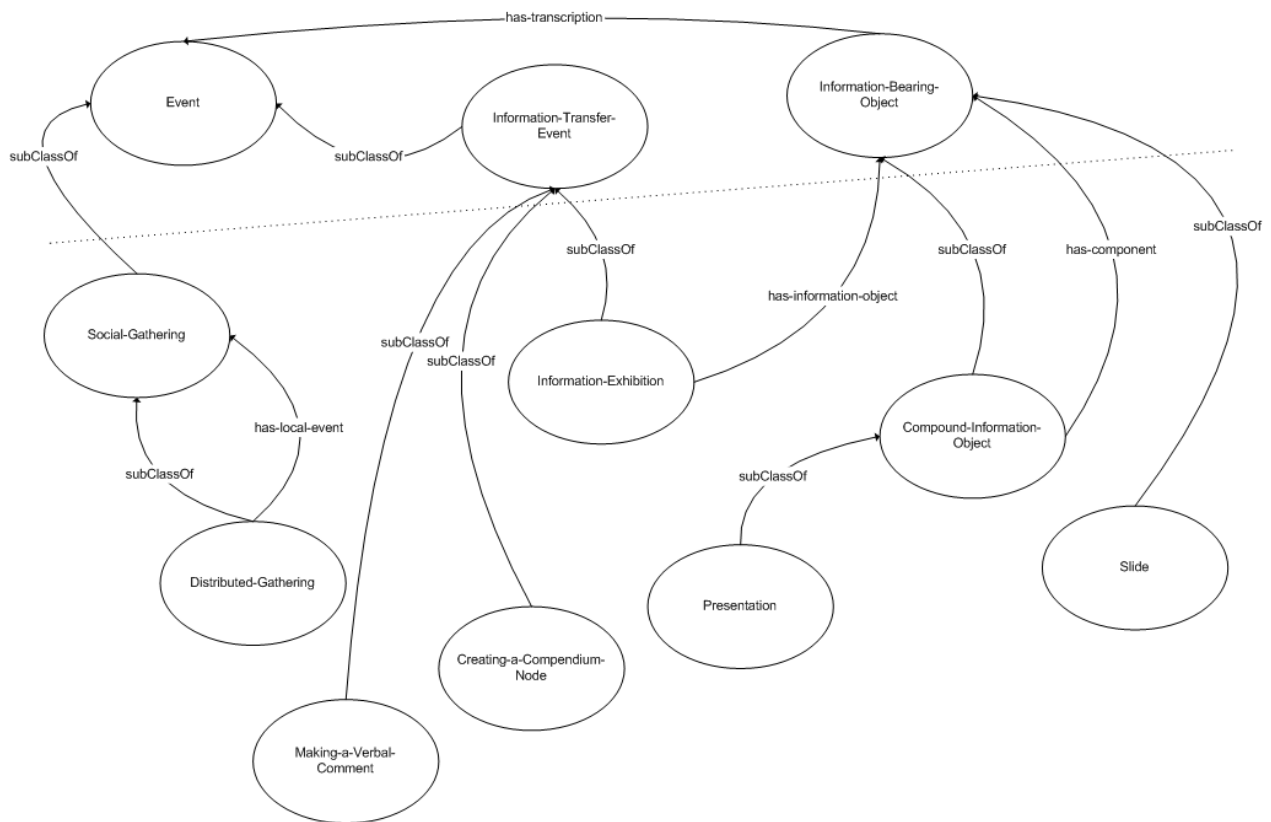 has-transcription
Event
Information-Transfer-
Event
Information-Bearing-
Object
subClassOf
subClassOf
subClassOf
subClassOf
has-component
has-information-object
Social-Gathering
subClassOf
subClassOf
Information-Exhibition
has-local-event
Compound-Information-
Object
subClassOf
subClassOf
Distributed-Gathering
Presentation
Slide
Creating-a-Compendium-
Node
Making-a-Verbal-
Comment